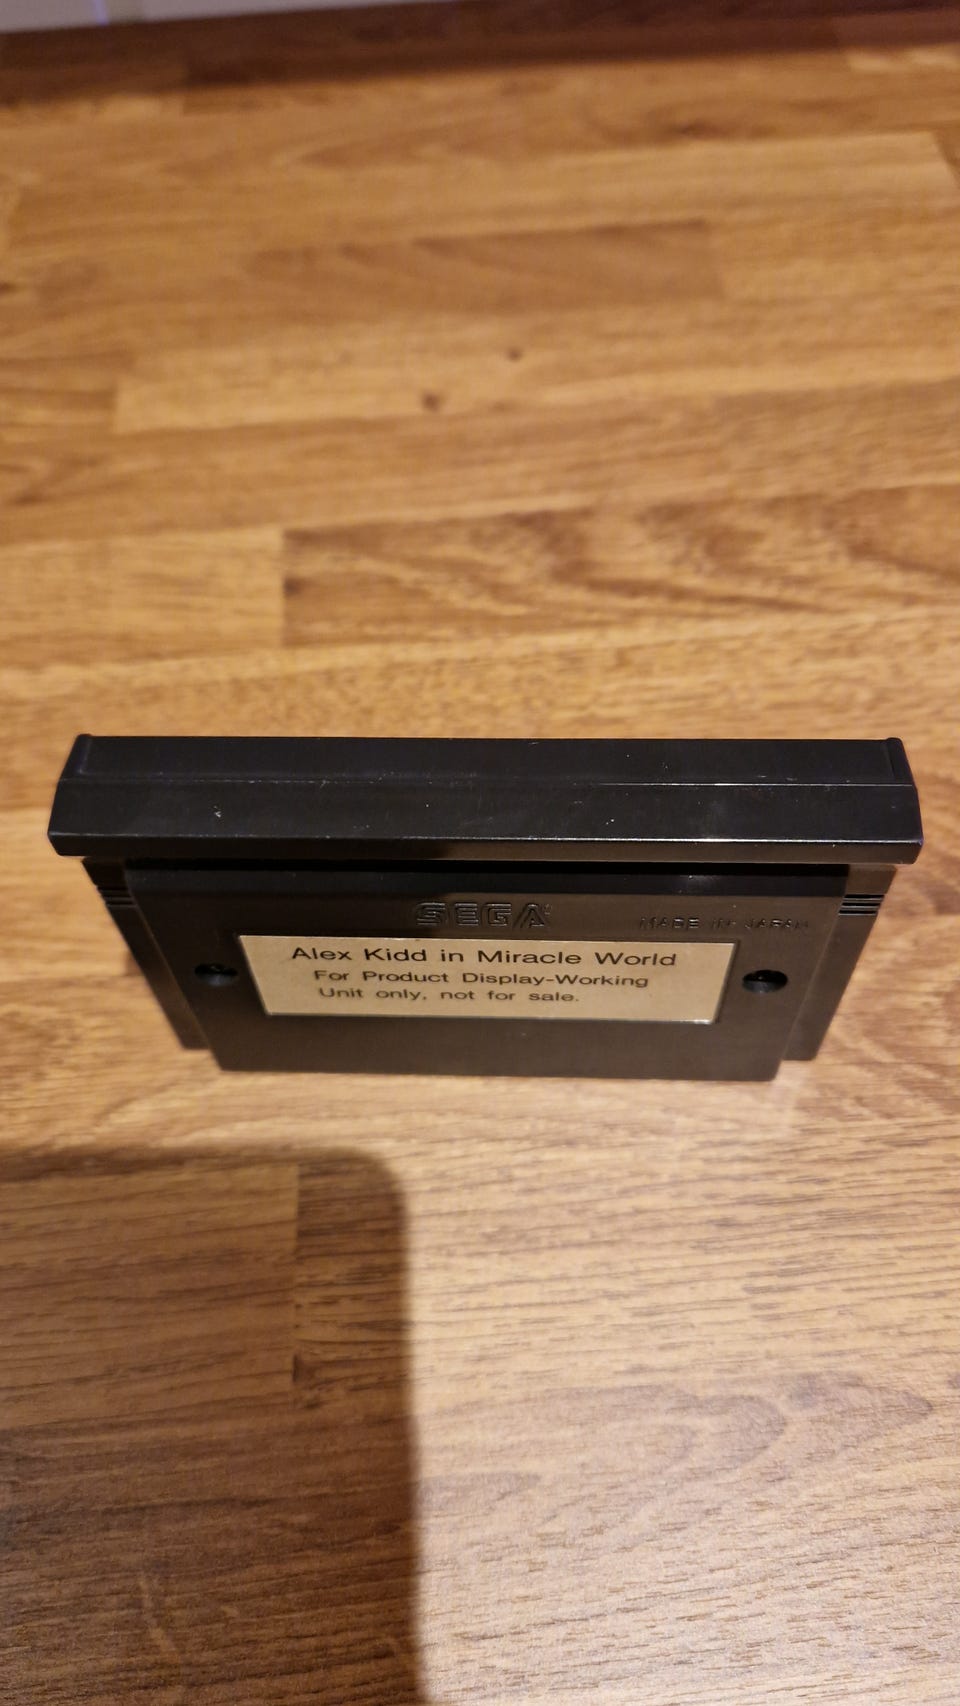 SEGA
MADE IN JAPAN
Alex Kidd in Miracle World
For Product Display-Working
Unit only, not for sale.